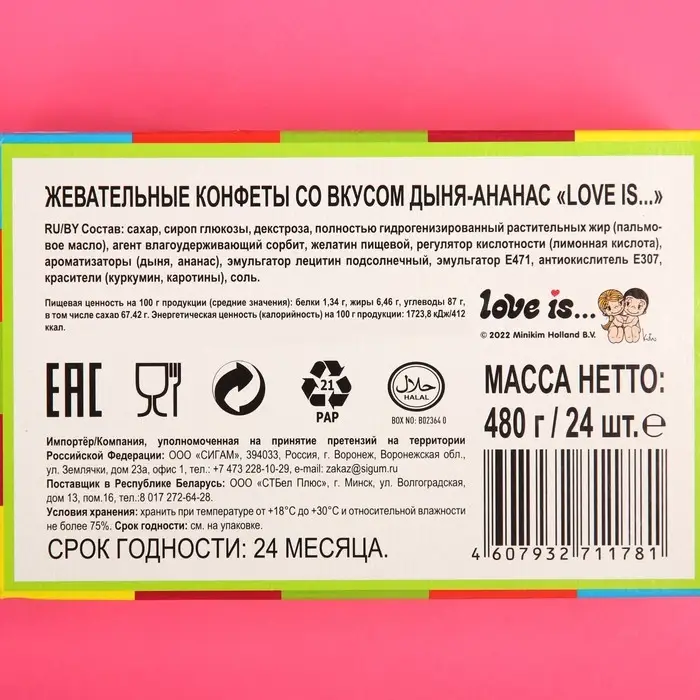 ЖЕВАТЕЛЬНЫЕ КОНФЕТЫ СО ВКУСОМ ДЫНЯ-АНАНАС «LOVE IS...»
RU/BY Состав: сахар, сироп глюкозы, декстроза, полностью гидрогенизированный растительных жир (пальмо-
вое масло), агент влагоудерживающий сорбит, желатин пищевой, регулятор кислотности (лимонная кислота),
ароматизаторы (дыня, ананас), эмульгатор лецитин подсолнечный, эмульгатор Е471, антиокислитель Е307,
красители (куркумин, каротины), соль.
Пищевая ценность на 100 г продукции (средние значения): белки 1,34 г, жиры 6,46 г, углеводы 87 г,
в том числе сахар 67.42 г. Энергетическая ценность (калорийность) на 100 г продукции: 1723,8 кДж/412
ккал.
love is...
© 2022 Minikim Holland B.V.
EAC
21
PAP
حلال
HALAL
BOX NO: B02364 0
МАССА НЕТТО:
480 г / 24 шт. ℮
Импортёр/Компания, уполномоченная на принятие претензий на территории
Российской Федерации: ООО «СИГАМ», 394033, Россия, г. Воронеж, Воронежская обл.,
ул. Землячки, дом 23а, офис 1, тел.: +7 473 228-10-29, e-mail: zakaz@sigum.ru
Поставщик в Республике Беларусь: ООО «СТБел Плюс», г. Минск, ул. Волгоградская,
дом 13, пом.16, тел.:8 017 272-64-28.
Условия хранения: хранить при температуре от +18°С до +30°С и относительной влажности
не более 75%. Срок годности: см. на упаковке.
СРОК ГОДНОСТИ: 24 МЕСЯЦА.
4 607932 711781